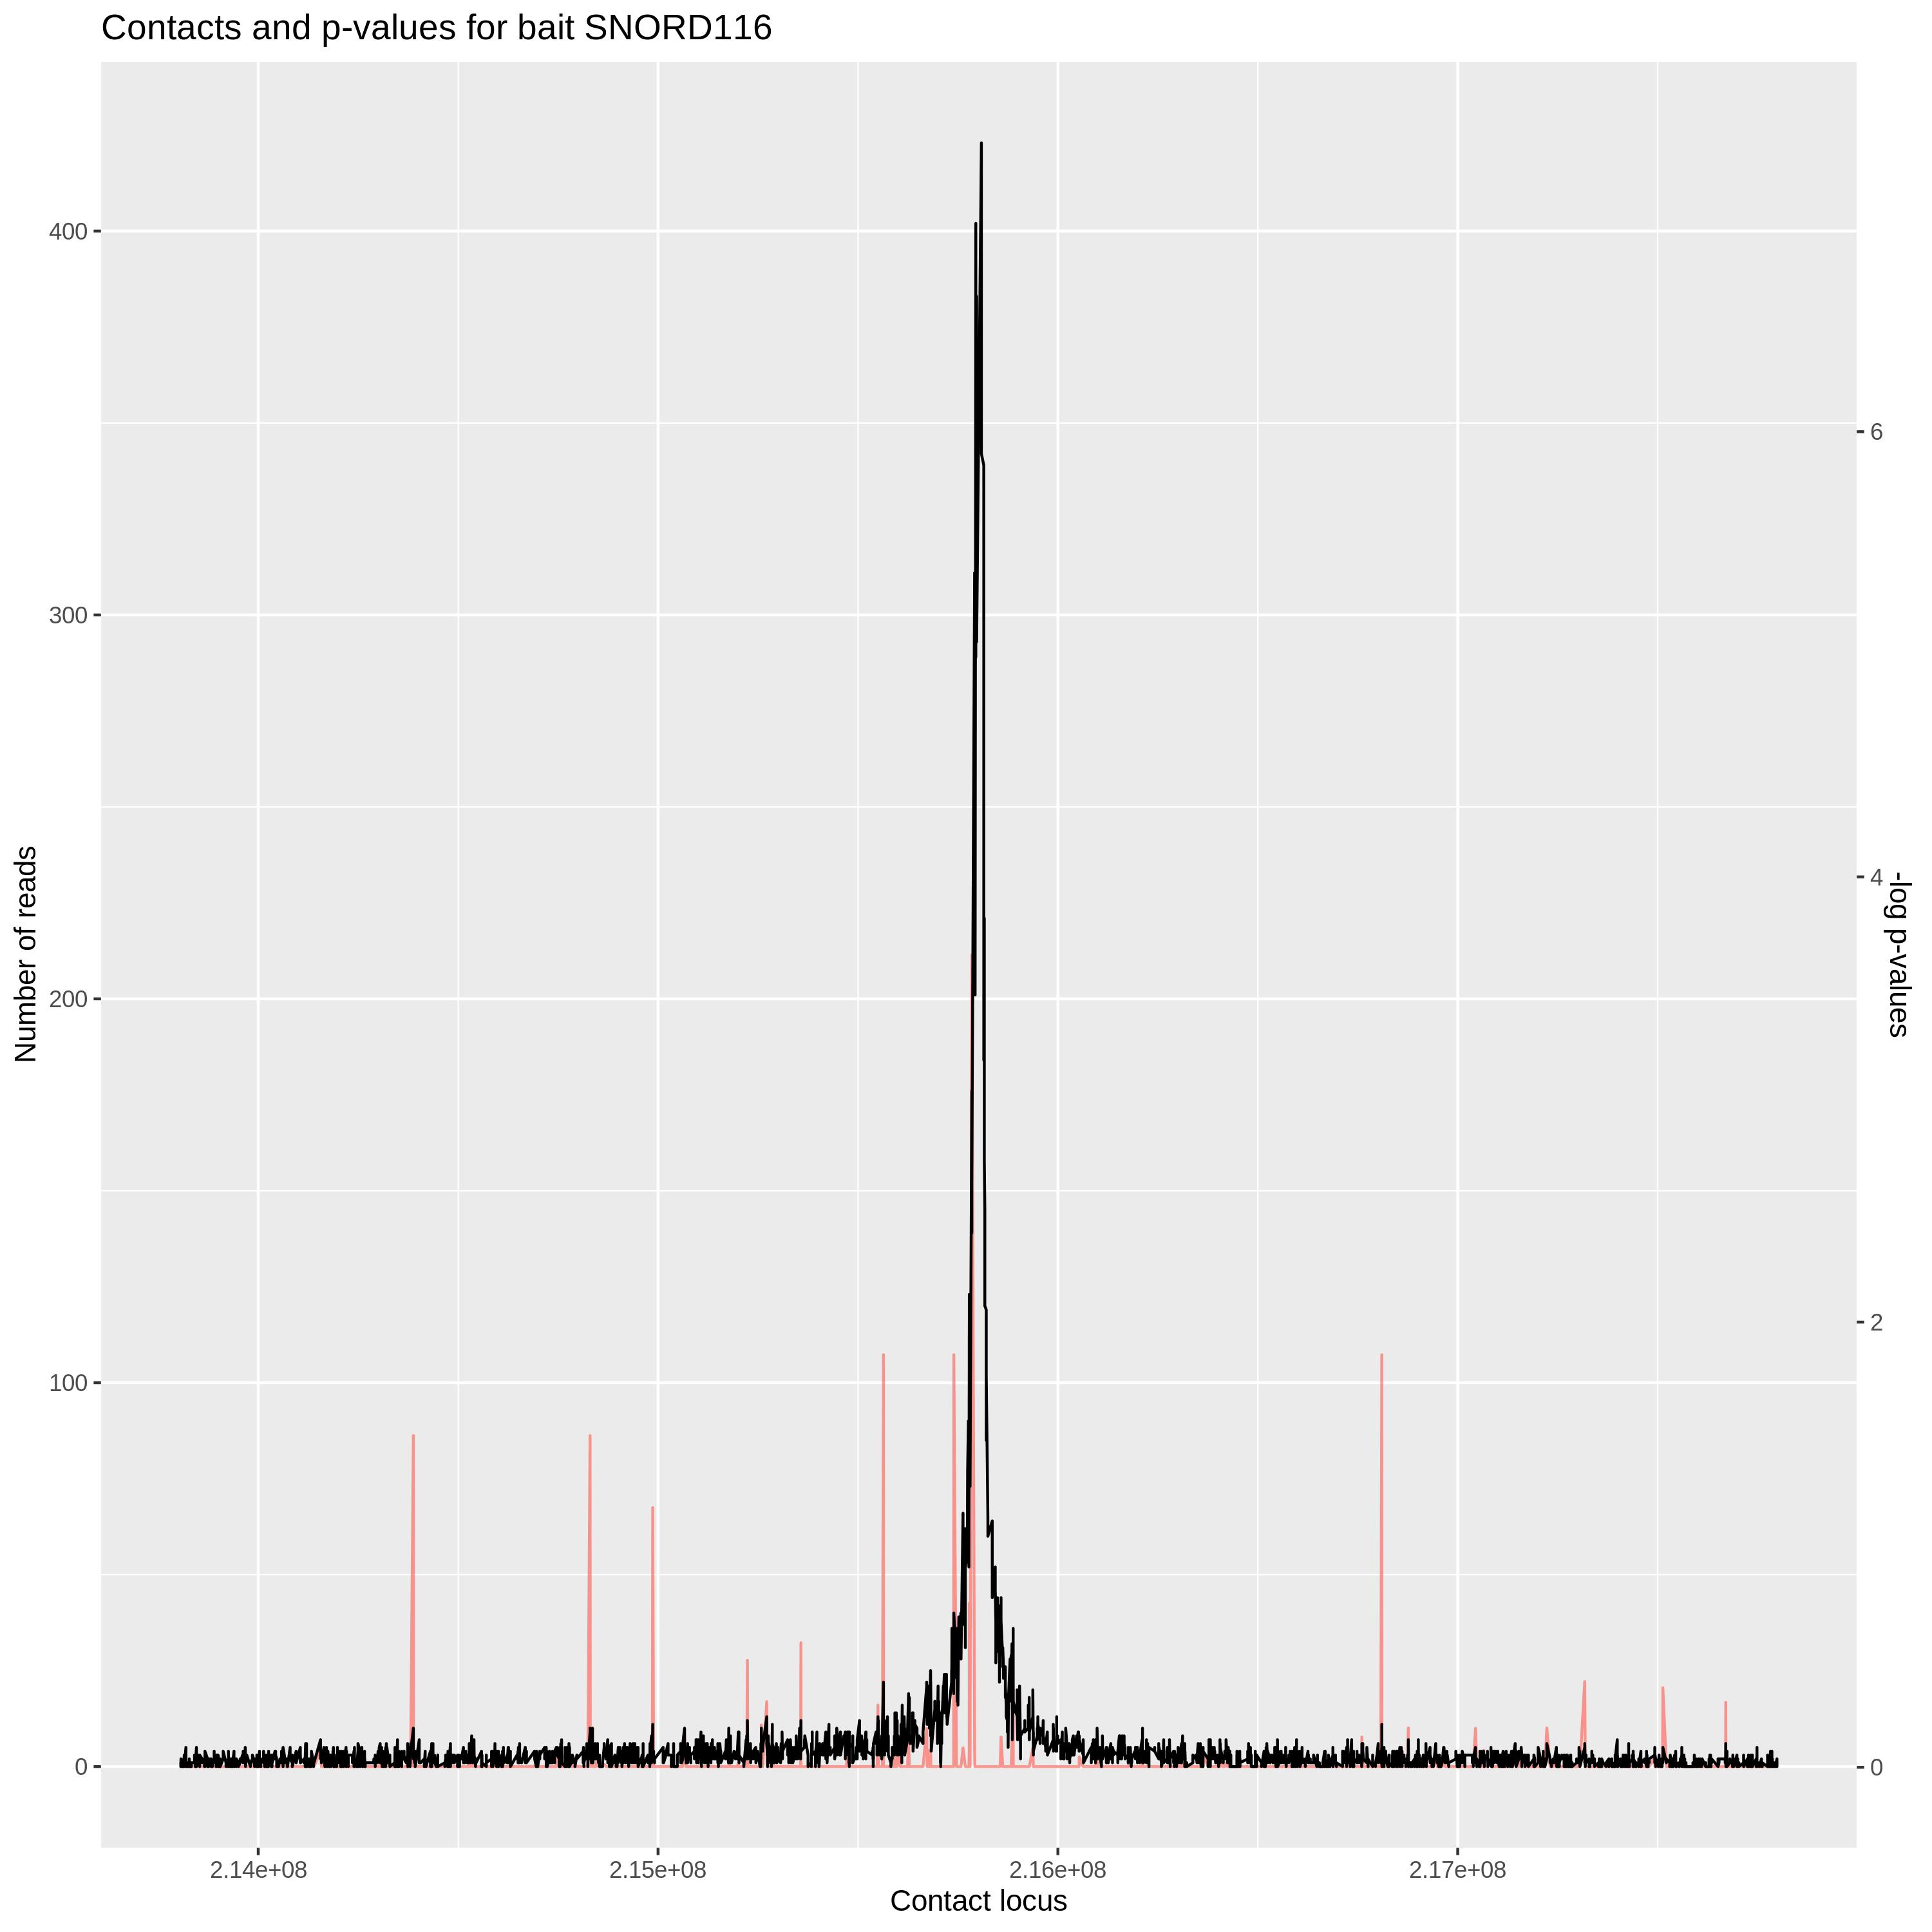 Contacts and p-values for bait SNORD116
Number of reads
400
300
200
100
0
6
4
2
0
-log p-values
2.14e+08
2.15e+08
2.16e+08
2.17e+08
Contact locus